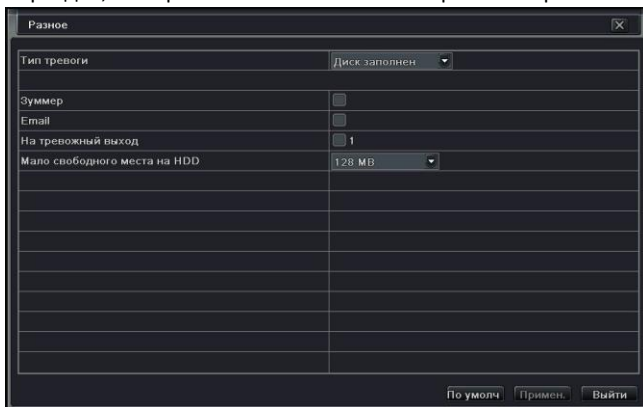 Разное
Тип тревоги Диск заполнен
Зуммер
Email
На тревожный выход 1
Мало свободного места на HDD 128 MB
По умолч Примен. Выйти